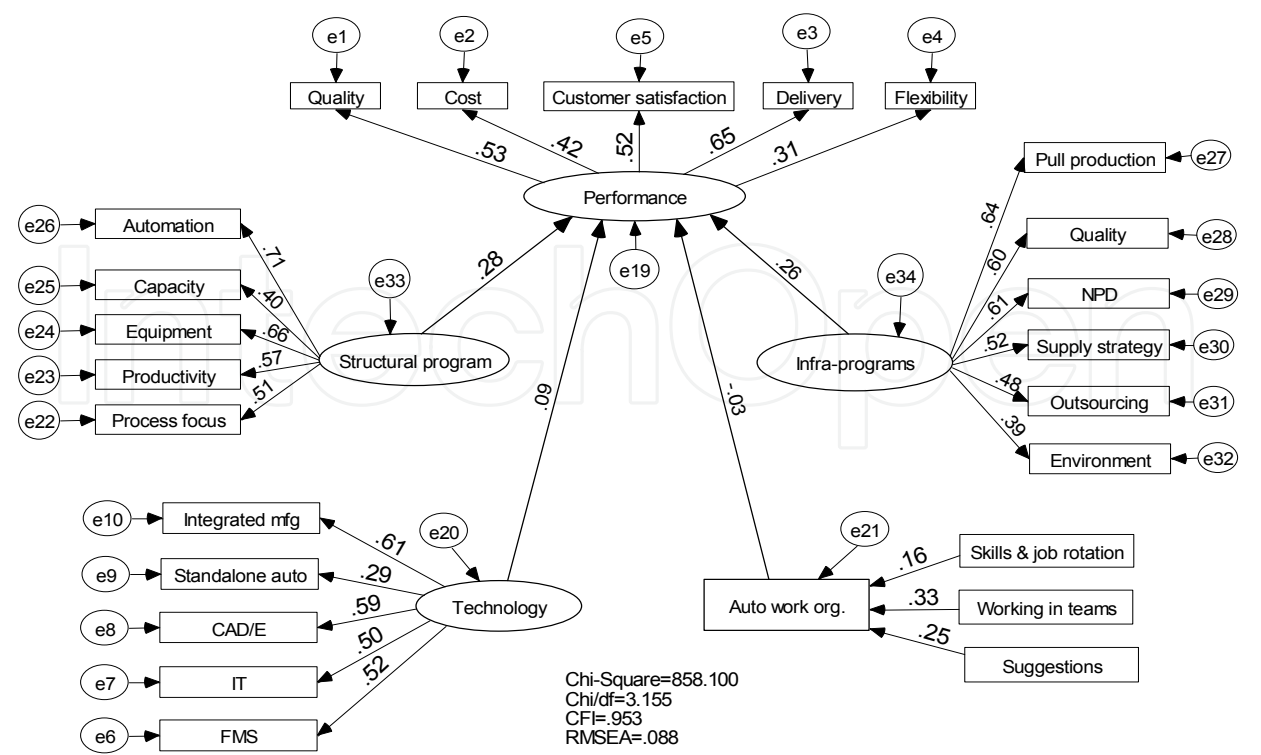 e1
e2
e5
e3
e4
Quality
Cost
Customer satisfaction
Delivery
Flexibility
.53
.42
.52
.65
.31
Performance
e19
Pull production
e27
Quality
e28
NPD
e29
Supply strategy
e30
Outsourcing
e31
Environment
e32
.64
.60
.61
.52
.48
.39
Infra-programs
e34
.26
e26
Automation
e25
Capacity
e24
Equipment
e23
Productivity
e22
Process focus
.71
.40
.66
.57
.51
Structural program
e33
.28
.09
-.03
InTechOpen
e10
Integrated mfg
e9
Standalone auto
e8
CAD/E
e7
IT
e6
FMS
.61
.29
.59
.50
.52
Technology
e20
e21
Auto work org.
.16
.33
.25
Skills & job rotation
Working in teams
Suggestions
Chi-Square=858.100
Chi/df=3.155
CFI=.953
RMSEA=.088